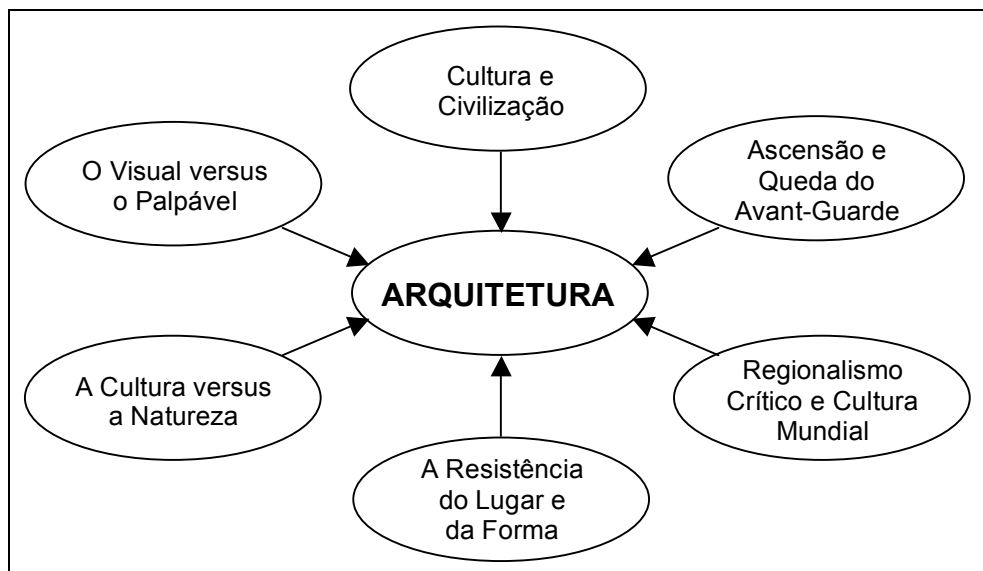 Cultura e
Civilização
O Visual versus
o Palpável
Ascensão e
Queda do
Avant-Guarde
ARQUITETURA
A Cultura versus
a Natureza
Regionalismo
Crítico e Cultura
Mundial
A Resistência
do Lugar e
da Forma